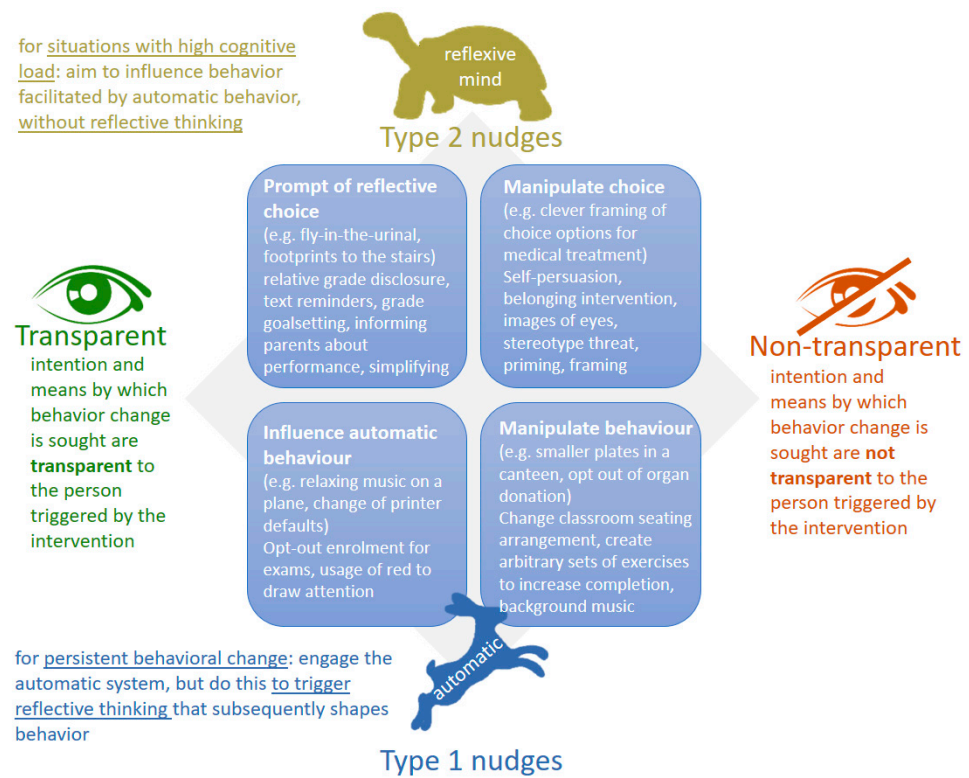 for situations with high cognitive
load: aim to influence behavior
facilitated by automatic behavior,
without reflective thinking
reflexive
mind
Type 2 nudges
Prompt of reflective
choice
(e.g. fly-in-the-urinal,
footprints to the stairs)
relative grade disclosure,
text reminders, grade
goalsetting, informing
parents about
performance, simplifying
Manipulate choice
(e.g. clever framing of
choice options for
medical treatment)
Self-persuasion,
belonging intervention,
images of eyes,
stereotype threat,
priming, framing
Transparent
intention and
means by which
behavior change
is sought are
transparent to
the person
triggered by the
intervention
Non-transparent
intention and
means by which
behavior change is
sought are not
transparent to the
person triggered by
the intervention
Influence automatic
behaviour
(e.g. relaxing music on a
plane, change of printer
defaults)
Opt-out enrolment for
exams, usage of red to
draw attention
Manipulate behaviour
(e.g. smaller plates in a
canteen, opt out of organ
donation)
Change classroom seating
arrangement, create
arbitrary sets of exercises
to increase completion,
background music
automatic
for persistent behavioral change: engage the
automatic system, but do this to trigger
reflective thinking that subsequently shapes
behavior
Type 1 nudges